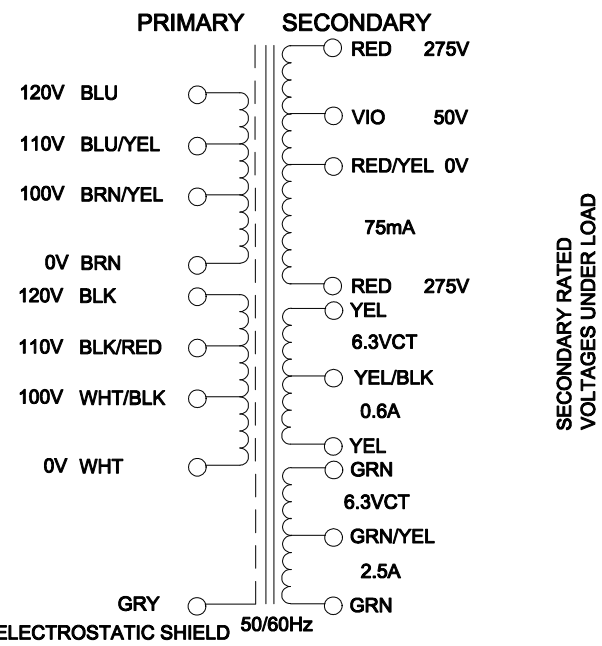 PRIMARY SECONDARY
RED 275V
120V BLU
VIO 50V
110V BLU/YEL
RED/YEL 0V
100V BRN/YEL
75mA
0V BRN
RED 275V
120V BLK
YEL
6.3VCT
110V BLK/RED
YEL/BLK
100V WHT/BLK
0.6A
YEL
0V WHT
GRN
6.3VCT
GRN/YEL
2.5A
GRY
GRN
ELECTROSTATIC SHIELD 50/60Hz
SECONDARY RATED
VOLTAGES UNDER LOAD